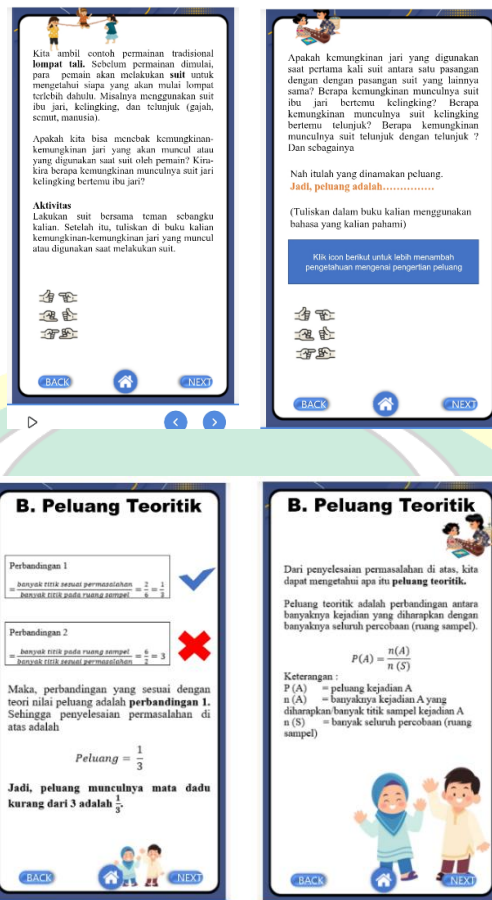 Kita ambil contoh permainan tradisional
lompat tali. Sebelum permainan dimulai,
para pemain akan melakukan suit untuk
mengetahui siapa yang akan mulai lompat
terlebih dahulu. Misalnya menggunakan suit
ibu jari, kelingking, dan telunjuk (gajah,
semut, manusia).
Apakah kita bisa menebak kemungkinan-
kemungkinan jari yang akan muncul atau
yang digunakan saat suit oleh pemain? Kira-
kira berapa kemungkinan munculnya suit jari
kelingking bertemu ibu jari?
Aktivitas
Lakukan suit bersama teman sebangku
kalian. Setelah itu, tuliskan di buku kalian
kemungkinan-kemungkinan jari yang muncul
atau digunakan saat melakukan suit.
BACK
NEXT
Apakah kemungkinan jari yang digunakan
saat pertama kali suit antara satu pasangan
dengan dengan pasangan suit yang lainnya
sama? Berapa kemungkinan munculnya suit
ibu jari bertemu kelingking? Berapa
kemungkinan munculnya suit kelingking
bertemu telunjuk? Berapa kemungkinan
munculnya suit telunjuk dengan telunjuk ?
Dan sebagainya
Nah itulah yang dinamakan peluang.
Jadi, peluang adalah……………
(Tuliskan dalam buku kalian menggunakan
bahasa yang kalian pahami)
Klik icon berikut untuk lebih menambah
pengetahuan mengenai pengertian peluang
BACK
NEXT
B. Peluang Teoritik
Perbandingan 1
= banyak titik sesuai permasalahan / banyak titik pada ruang sampel = 2/6 = 1/3
Perbandingan 2
= banyak titik pada ruang sampel / banyak titik sesuai permasalahan = 6/2 = 3
Maka, perbandingan yang sesuai dengan
teori nilai peluang adalah perbandingan 1.
Sehingga penyelesaian permasalahan di
atas adalah
Peluang = 1/3
Jadi, peluang munculnya mata dadu
kurang dari 3 adalah 1/3.
BACK
NEXT
B. Peluang Teoritik
Dari penyelesaian permasalahan di atas, kita
dapat mengetahui apa itu peluang teoritik.
Peluang teoritik adalah perbandingan antara
banyaknya kejadian yang diharapkan dengan
banyaknya seluruh percobaan (ruang sampel).
P(A) = n(A) / n (S)
Keterangan :
P (A) = peluang kejadian A
n (A) = banyaknya kejadian A yang
diharapkan/banyak titik sampel kejadian A
n (S) = banyak seluruh percobaan (ruang
sampel)
BACK
NEXT